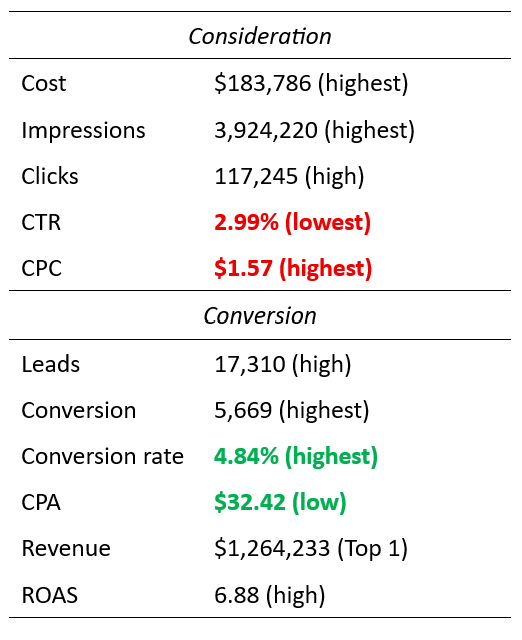 Consideration
Cost $183,786 (highest)
Impressions 3,924,220 (highest)
Clicks 117,245 (high)
CTR 2.99% (lowest)
CPC $1.57 (highest)
Conversion
Leads 17,310 (high)
Conversion 5,669 (highest)
Conversion rate 4.84% (highest)
CPA $32.42 (low)
Revenue $1,264,233 (Top 1)
ROAS 6.88 (high)